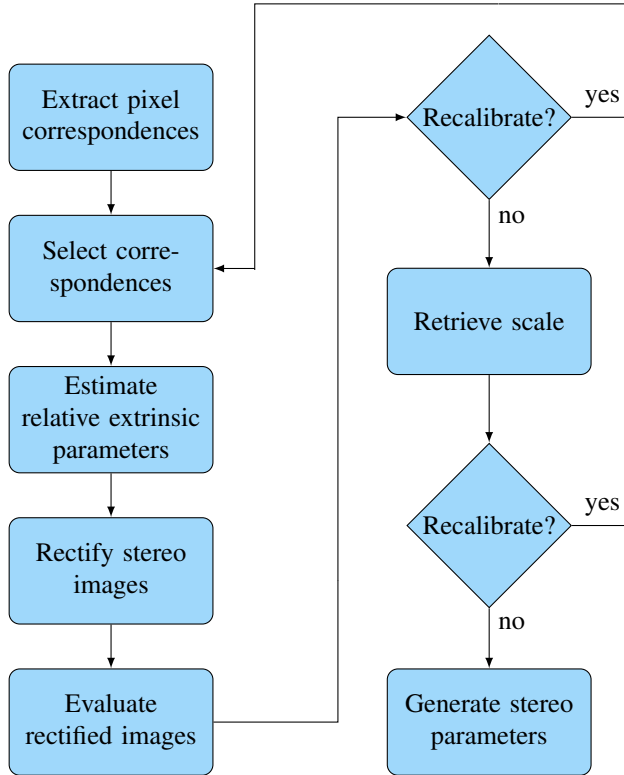 Extract pixel
correspondences
Select corre-
spondences
Estimate
relative extrinsic
parameters
Rectify stereo
images
Evaluate
rectified images
Recalibrate?
yes
no
Retrieve scale
Recalibrate?
yes
no
Generate stereo
parameters